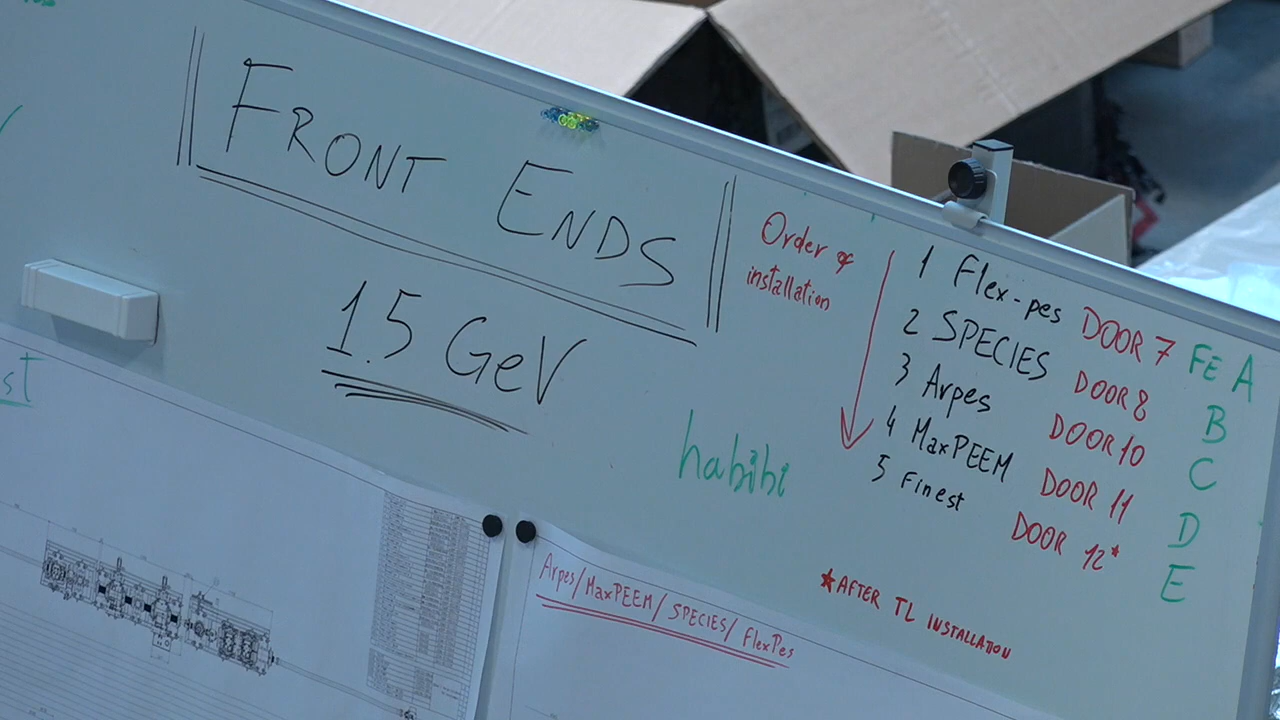 FRONT ENDS
1.5 GeV
Order of
installation
1 Flex-pes DOOR 7 FE A
2 SPECIES DOOR 8 B
3 Arpes DOOR 10 C
4 MaxPEEM DOOR 11 D
5 Finest DOOR 12* E
habibi
*AFTER TL INSTALLATION
st
Arpes/MaxPEEM/SPECIES/FlexPes